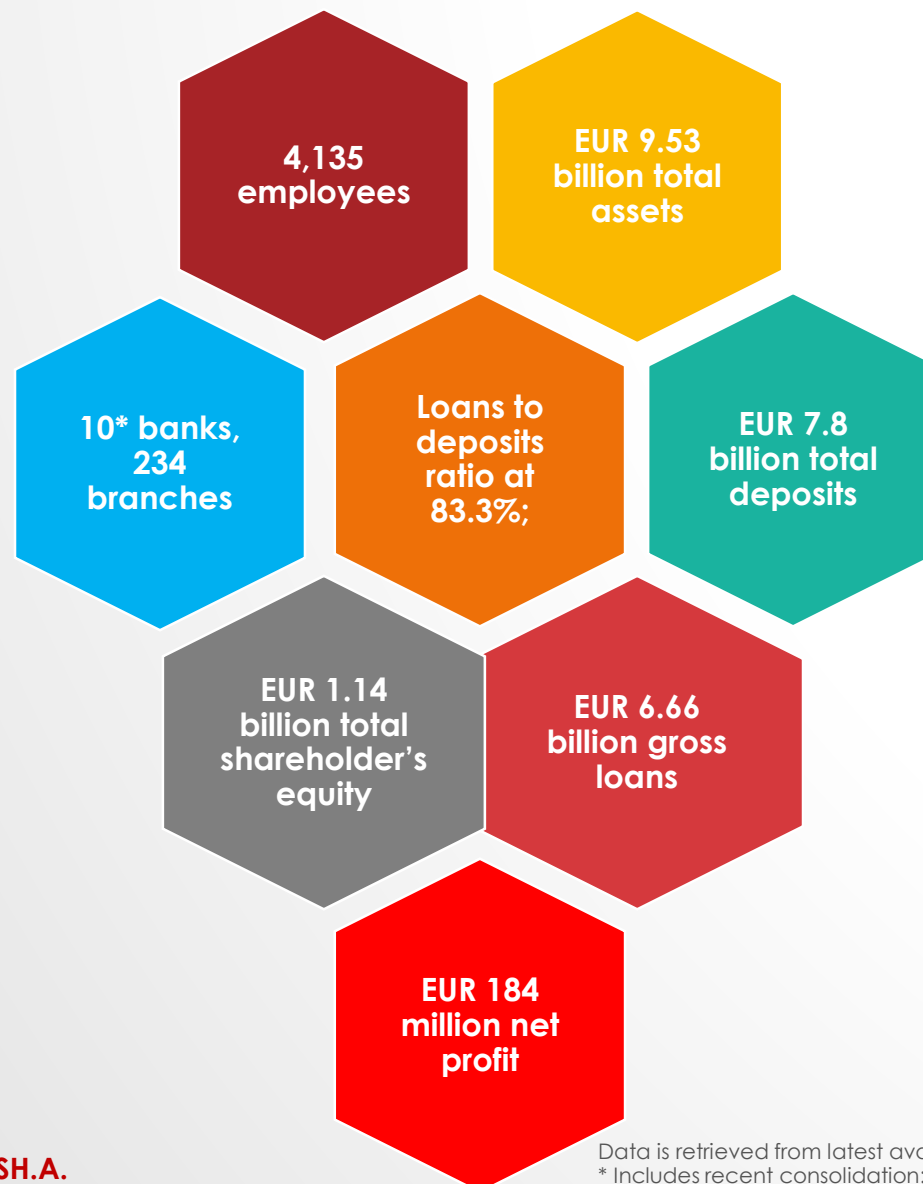 4,135
employees
EUR 9.53
billion total
assets
10* banks,
234
branches
Loans to
deposits
ratio at
83.3%;
EUR 7.8
billion total
deposits
EUR 1.14
billion total
shareholder’s
equity
EUR 6.66
billion gross
loans
EUR 184
million net
profit
SH.A.
Data is retrieved from latest
* Includes recent consolidation;